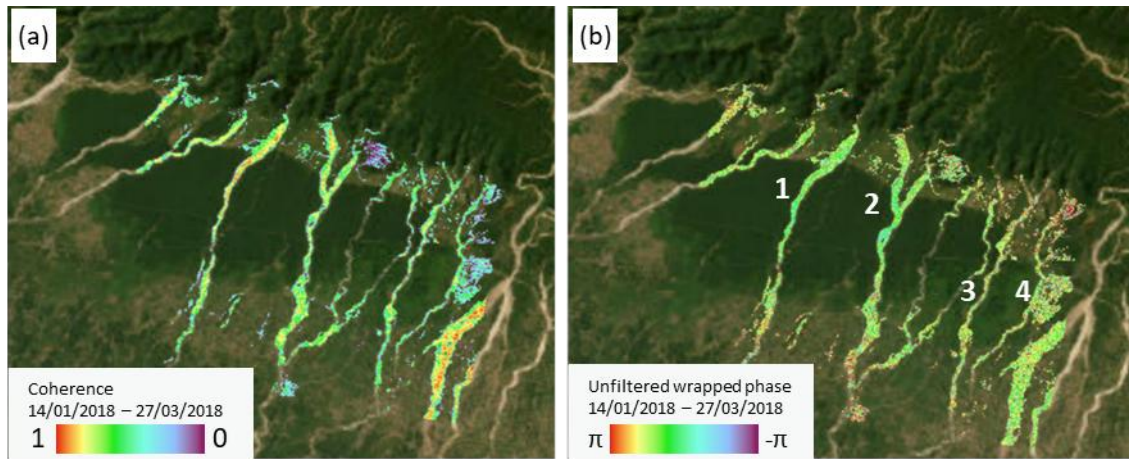 (a)
Coherence
14/01/2018 – 27/03/2018
1 0
(b)
1
2
3 4
Unfiltered wrapped phase
14/01/2018 – 27/03/2018
π -π